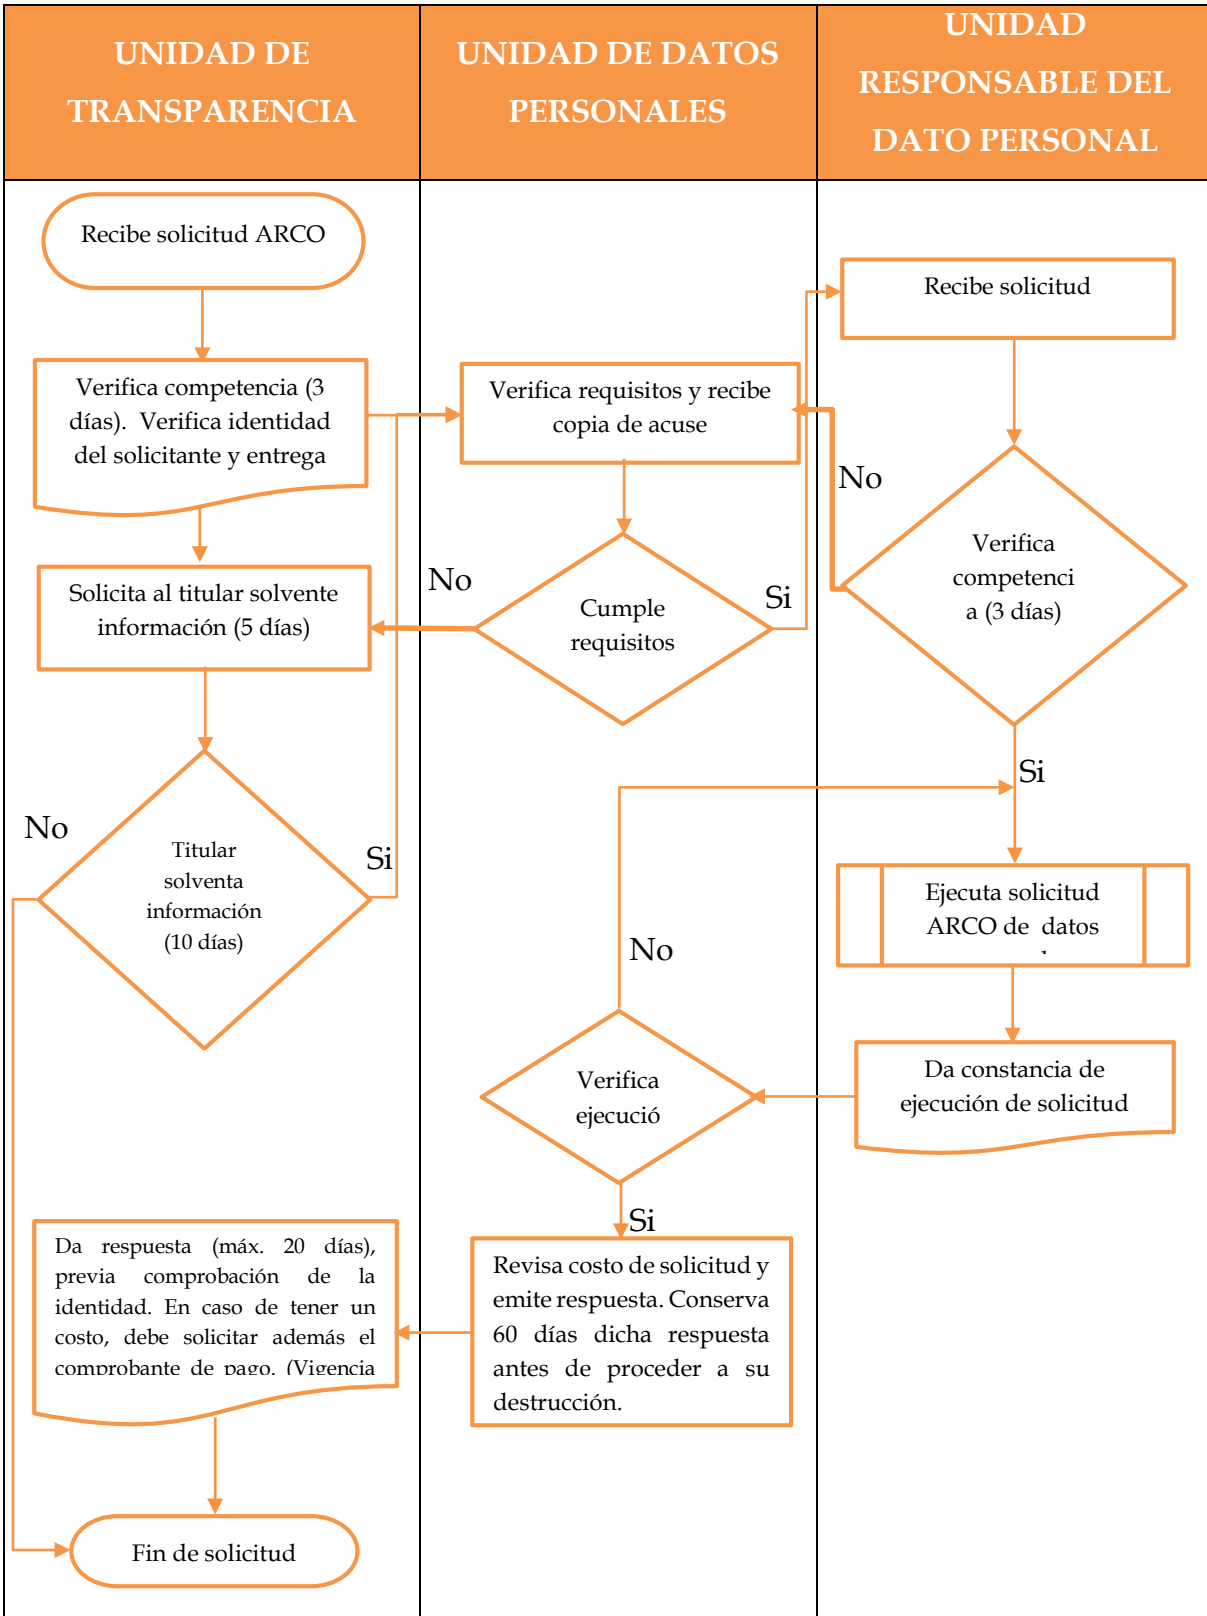 UNIDAD DE
TRANSPARENCIA
UNIDAD DE DATOS
PERSONALES
UNIDAD
RESPONSABLE DEL
DATO PERSONAL
Recibe solicitud ARCO
Verifica competencia (3
días). Verifica identidad
del solicitante y entrega
Solicita al titular solvente
información (5 días)
No
Titular
solventa
información
(10 días)
Si
Verifica requisitos y recibe
copia de acuse
No
Cumple
requisitos
Si
Recibe solicitud
No
Verifica
competenci
a (3 días)
Si
Ejecuta solicitud
ARCO de datos
Da constancia de
ejecución de solicitud
No
Verifica
ejecució
Si
Revisa costo de solicitud y
emite respuesta. Conserva
60 días dicha respuesta
antes de proceder a su
destrucción.
Da respuesta (máx. 20 días),
previa comprobación de la
identidad. En caso de tener un
costo, debe solicitar además el
comprobante de pago. (Vigencia
Fin de solicitud